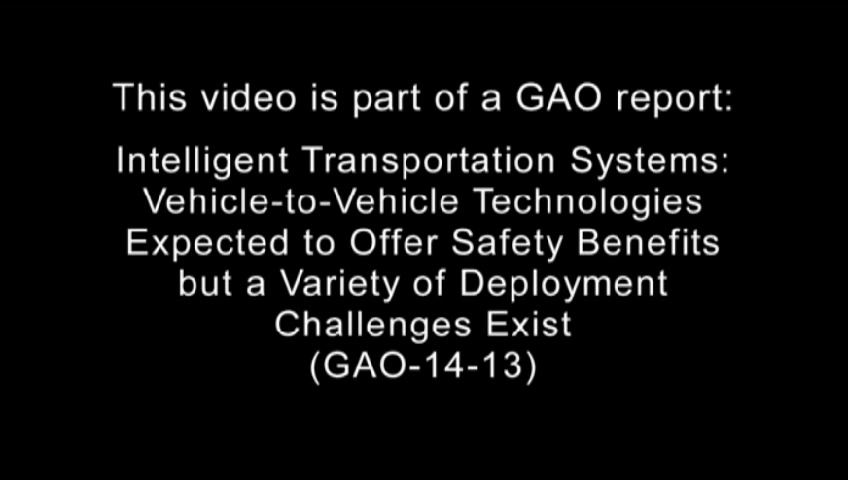 This video is part of a GAO report:
Intelligent Transportation Systems:
Vehicle-to-Vehicle Technologies
Expected to Offer Safety Benefits
but a Variety of Deployment
Challenges Exist
(GAO-14-13)